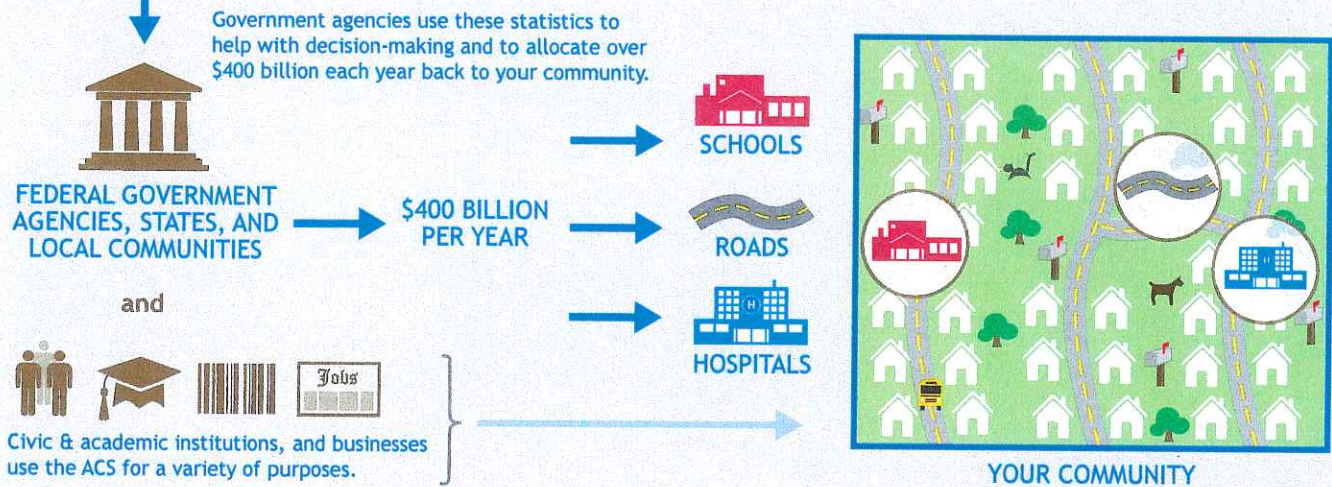 Government agencies use these statistics to
help with decision-making and to allocate over
$400 billion each year back to your community.
FEDERAL GOVERNMENT
AGENCIES, STATES, AND
LOCAL COMMUNITIES
$400 BILLION
PER YEAR
SCHOOLS
ROADS
H
HOSPITALS
and
Jobs
Civic & academic institutions, and businesses
use the ACS for a variety of purposes.
H
YOUR COMMUNITY